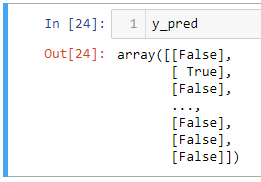 In [24]: 1 y_pred
Out[24]: array([[False],
[ True],
[False],
...,
[False],
[False],
[False]])